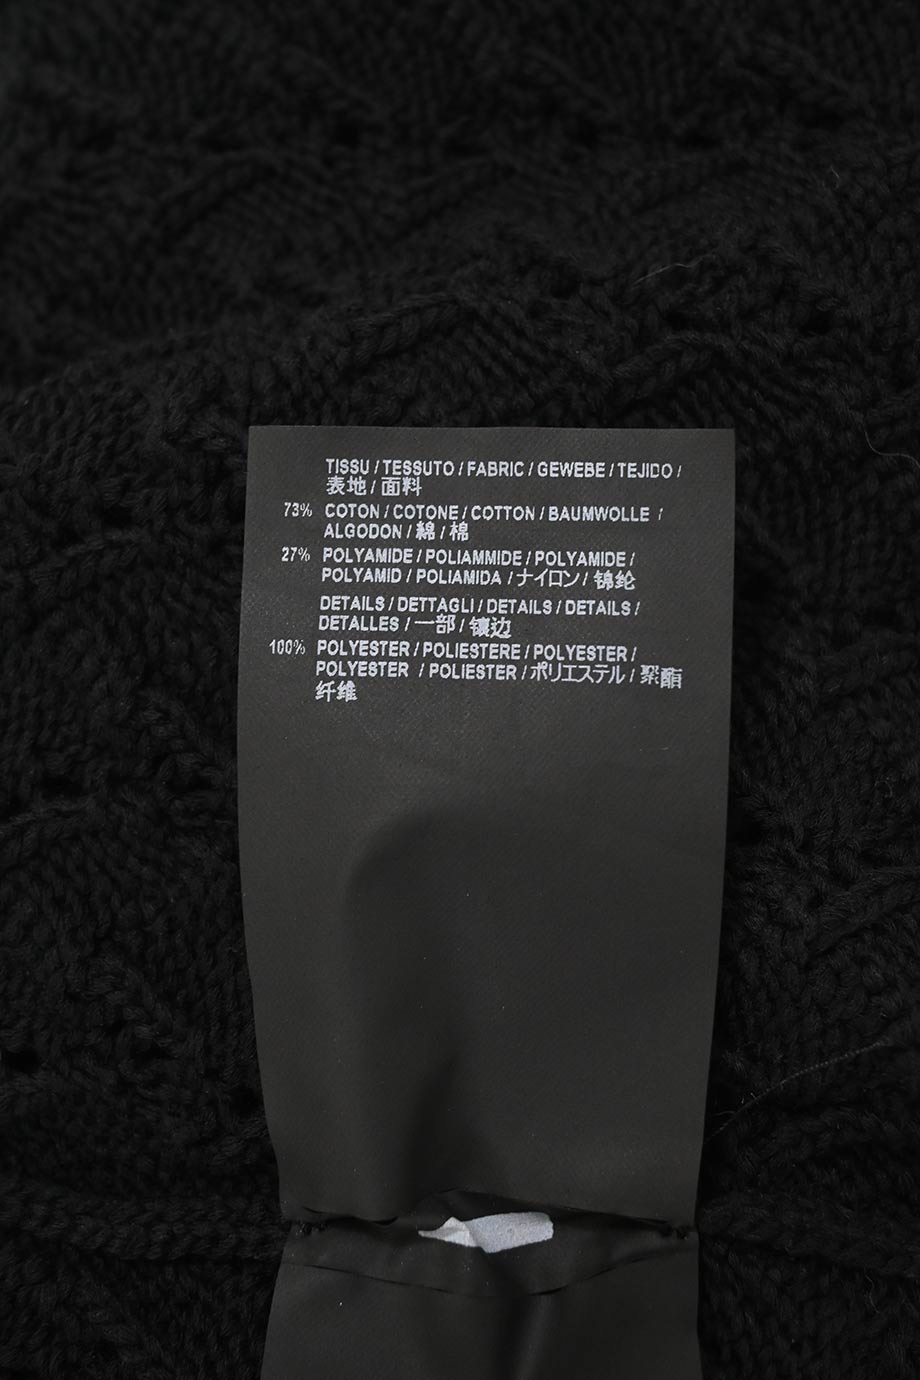 TISSU / TESSUTO / FABRIC / GEWEBE / TEJIDO /
表地 / 面料
73% COTON / COTONE / COTTON / BAUMWOLLE /
ALGODON / 綿 / 棉
27% POLYAMIDE / POLIAMMIDE / POLYAMIDE /
POLYAMID / POLIAMIDA / ナイロン / 锦纶
DETAILS / DETTAGLI / DETAILS / DETAILS /
DETALLES / 一部 / 镶边
100% POLYESTER / POLIESTERE / POLYESTER /
POLYESTER / POLIESTER / ポリエステル / 聚酯
纤维